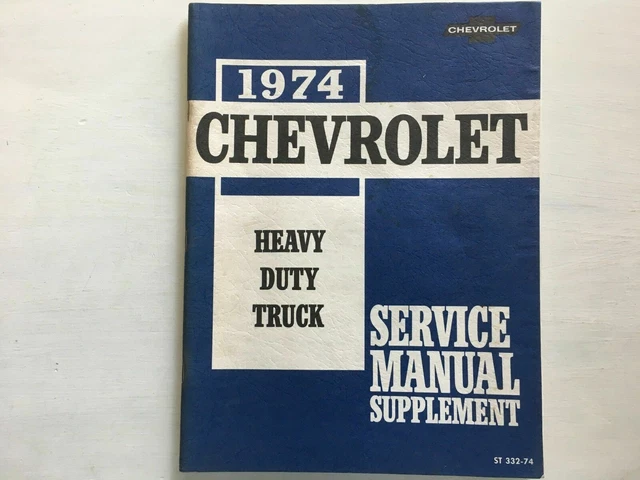 CHEVROLET
1974
CHEVROLET
HEAVY
DUTY
TRUCK
SERVICE
MANUAL
SUPPLEMENT
ST 332-74